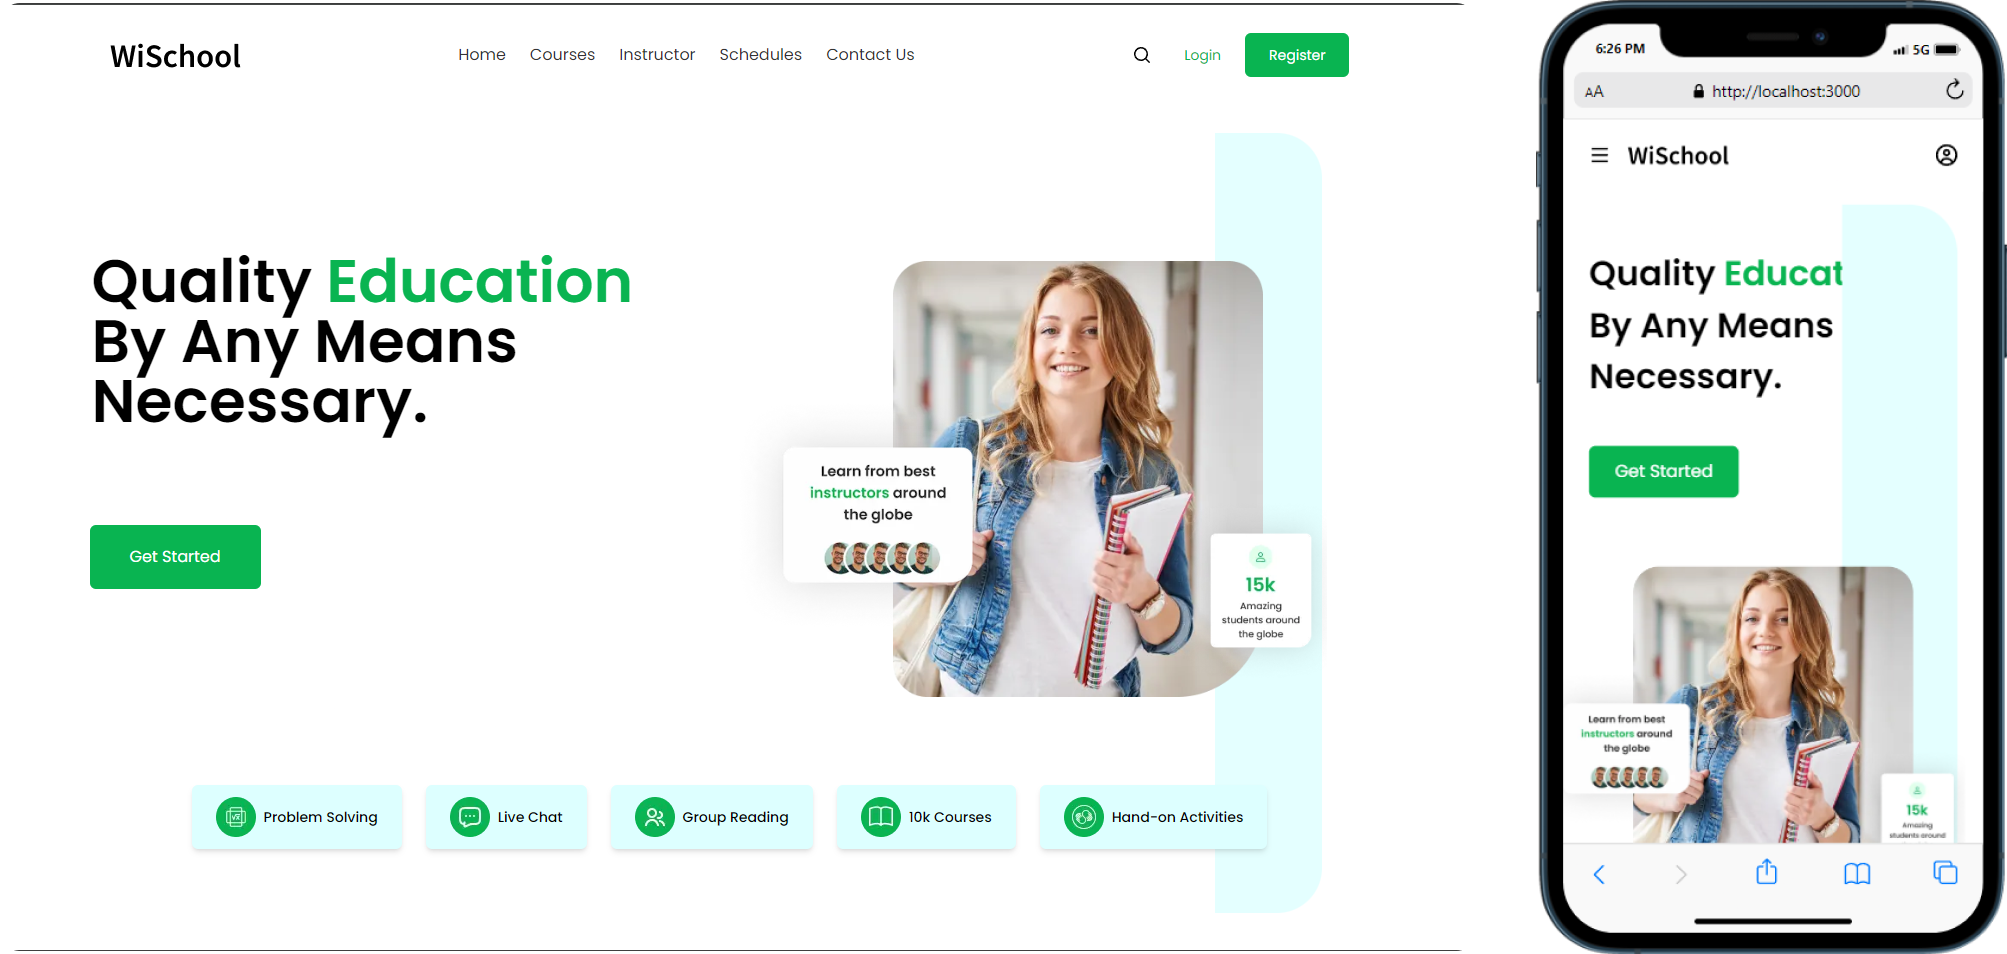 WiSchool
Home Courses Instructor Schedules Contact Us
Login
Register
Quality Education
By Any Means
Necessary.
Get Started
Learn from best
instructors around
the globe
15k
Amazing
students around
the globe
Problem Solving
Live Chat
Group Reading
10k Courses
Hand-on Activities
6:26 PM
5G
AA
http://localhost:3000
WiSchool
Quality Educat
By Any Means
Necessary.
Get Started
Learn from best
instructors around
the globe
15k
Amazing
students around